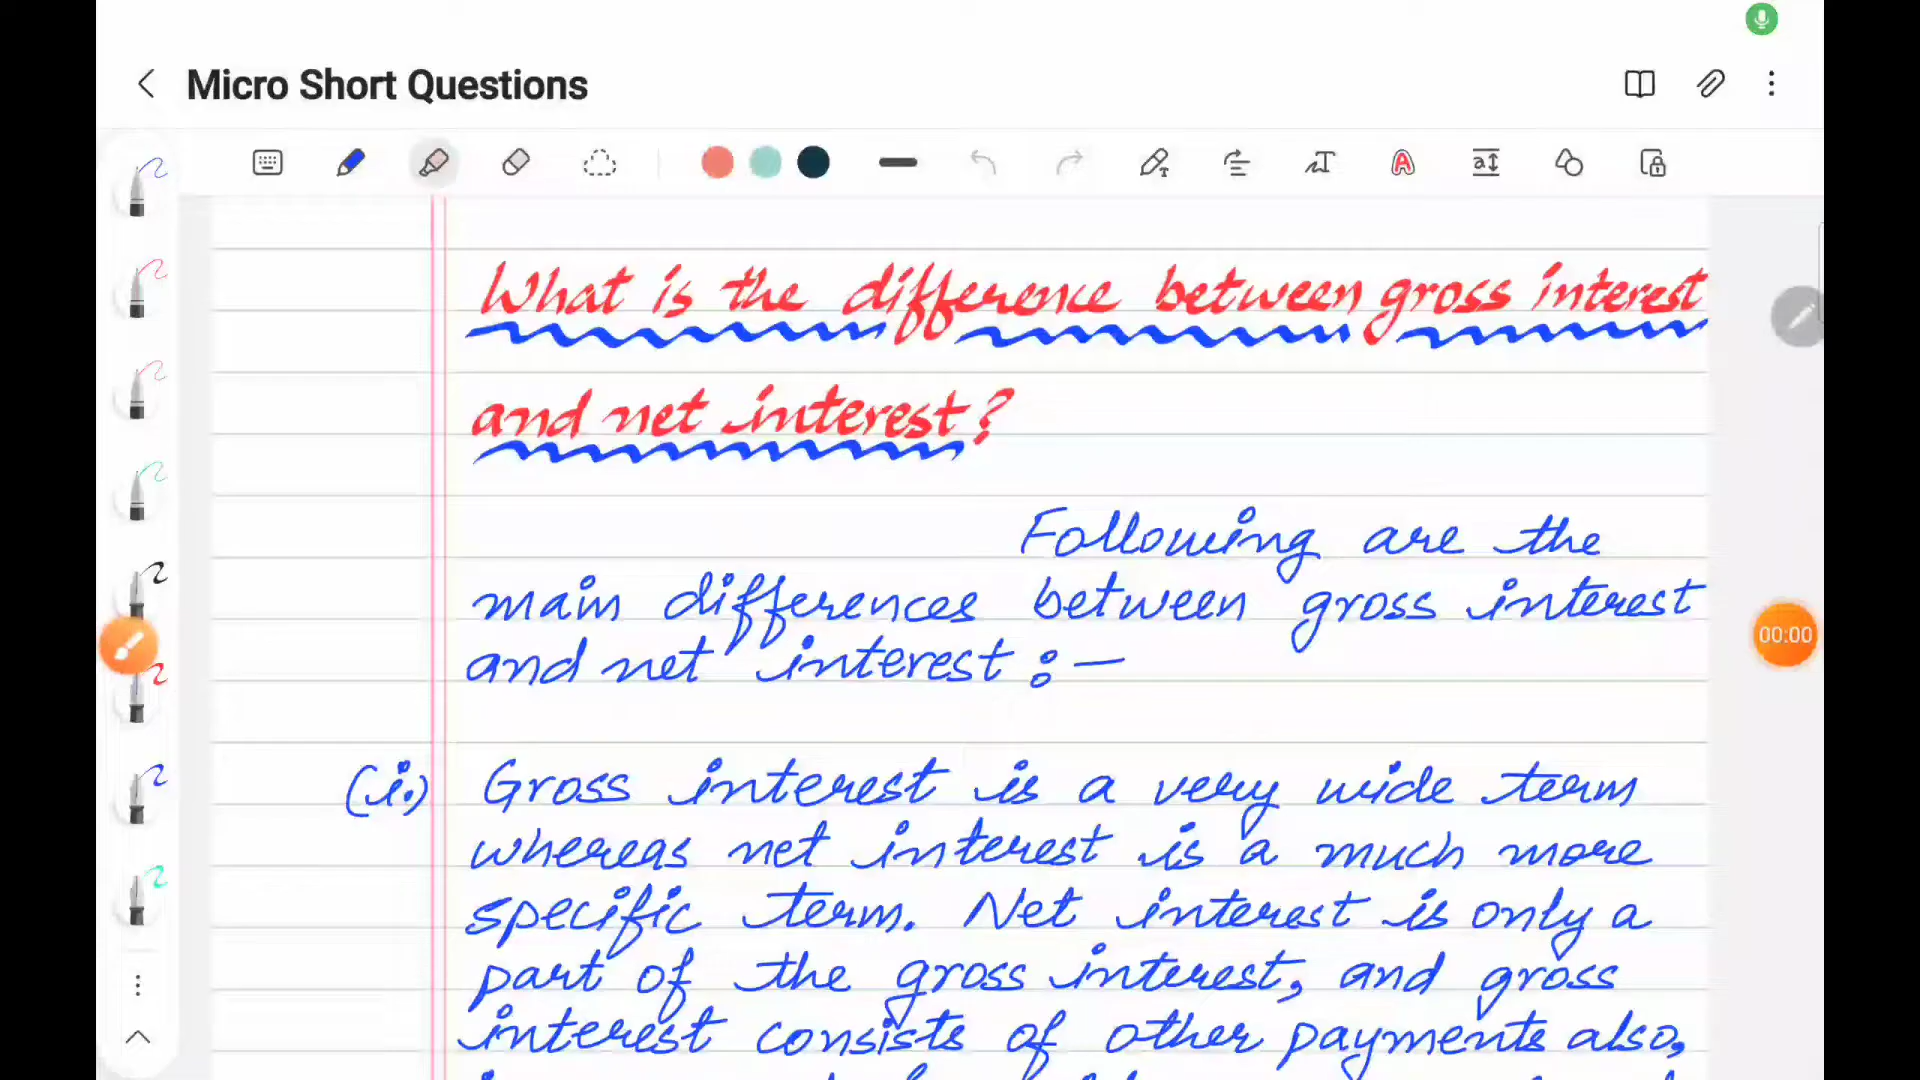 Micro Short Questions
What is the difference between gross interest
and net interest?
00:00
Following are the
main differences between gross interest
and net interest :-
(i.) Gross interest is a very wide term
whereas net interest is a much more
specific term. Net interest is only a
part of the gross interest, and gross
interest consists of other payments also,